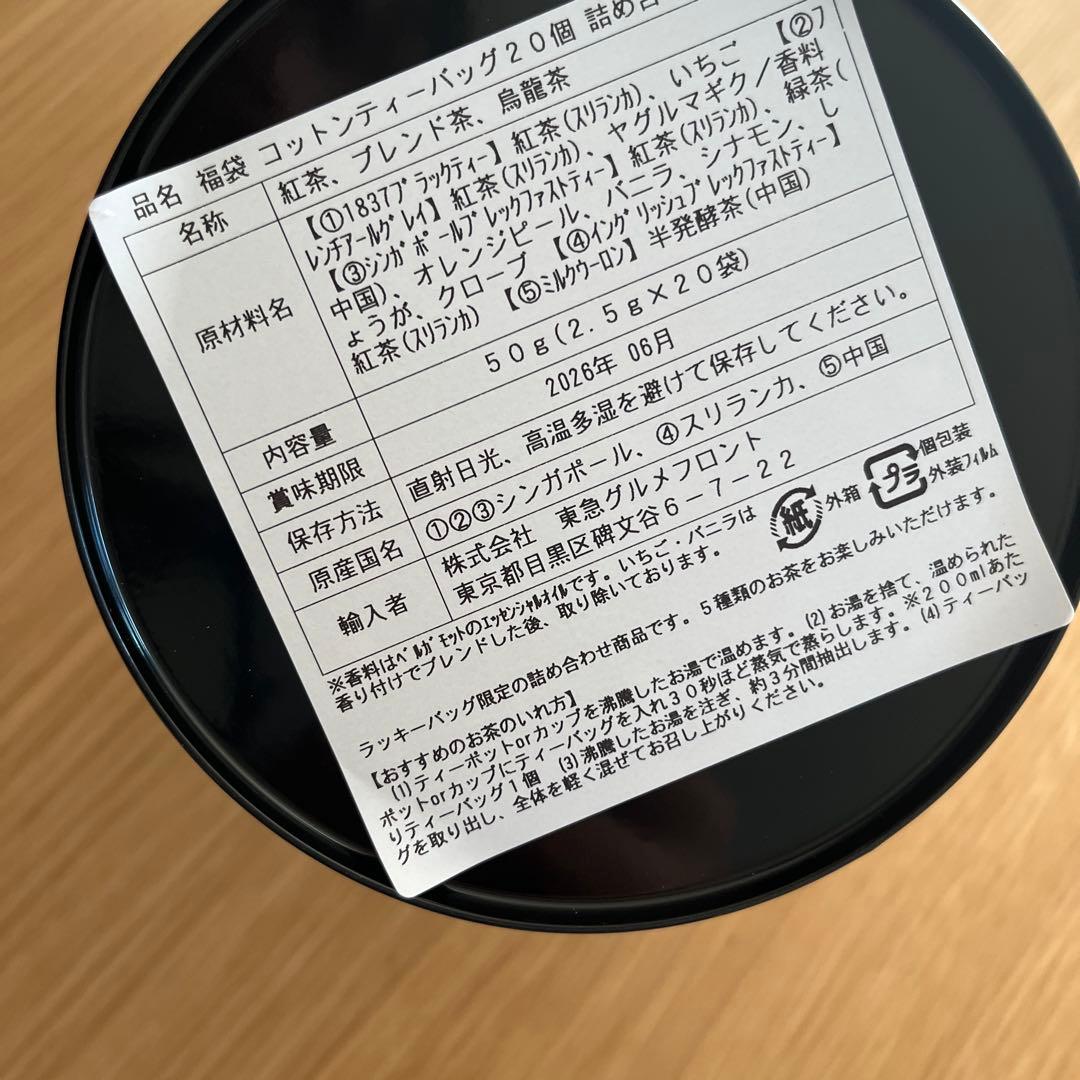 品名 福袋 コットンティーバッグ20個 詰め合
名称 紅茶、ブレンド茶、烏龍茶
原材料名 【①1837ブラックティー】紅茶(スリランカ)、いちご 【②フ
レンチアールグレイ】紅茶(スリランカ)、ヤグルマギク/香料
【③シンガポールブレックファストティー】紅茶(スリランカ)、緑茶(
中国)、オレンジピール、バニラ、シナモン、し
ょうが、クローブ 【④イングリッシュブレックファストティー】
紅茶(スリランカ) 【⑤ミルクウーロン】半発酵茶(中国)
内容量 50g(2.5g×20袋)
賞味期限 2026年 06月
保存方法 直射日光、高温多湿を避けて保存してください。
原産国名 ①②③シンガポール、④スリランカ、⑤中国
輸入者 株式会社 東急グルメフロント
東京都目黒区碑文谷6-7-22
※香料はベルガモットのエッセンシャルオイルです。いちご・バニラは
香り付けでブレンドした後、取り除いております。
紙 外箱 プラ 個包装
外装フィルム
ラッキーバッグ限定の詰め合わせ商品です。5種類のお茶をお楽しみいただけます。
【おすすめのお茶のいれ方】
(1)ティーポットorカップを沸騰したお湯で温めます。(2)お湯を捨て、温められた
ポットorカップにティーバッグを入れ30秒ほど蒸気で蒸らします。※200mlあた
りティーバッグ1個 (3)沸騰したお湯を注ぎ、約3分間抽出します。(4)ティーバッ
グを取り出し、全体を軽く混ぜてお召し上がりください。